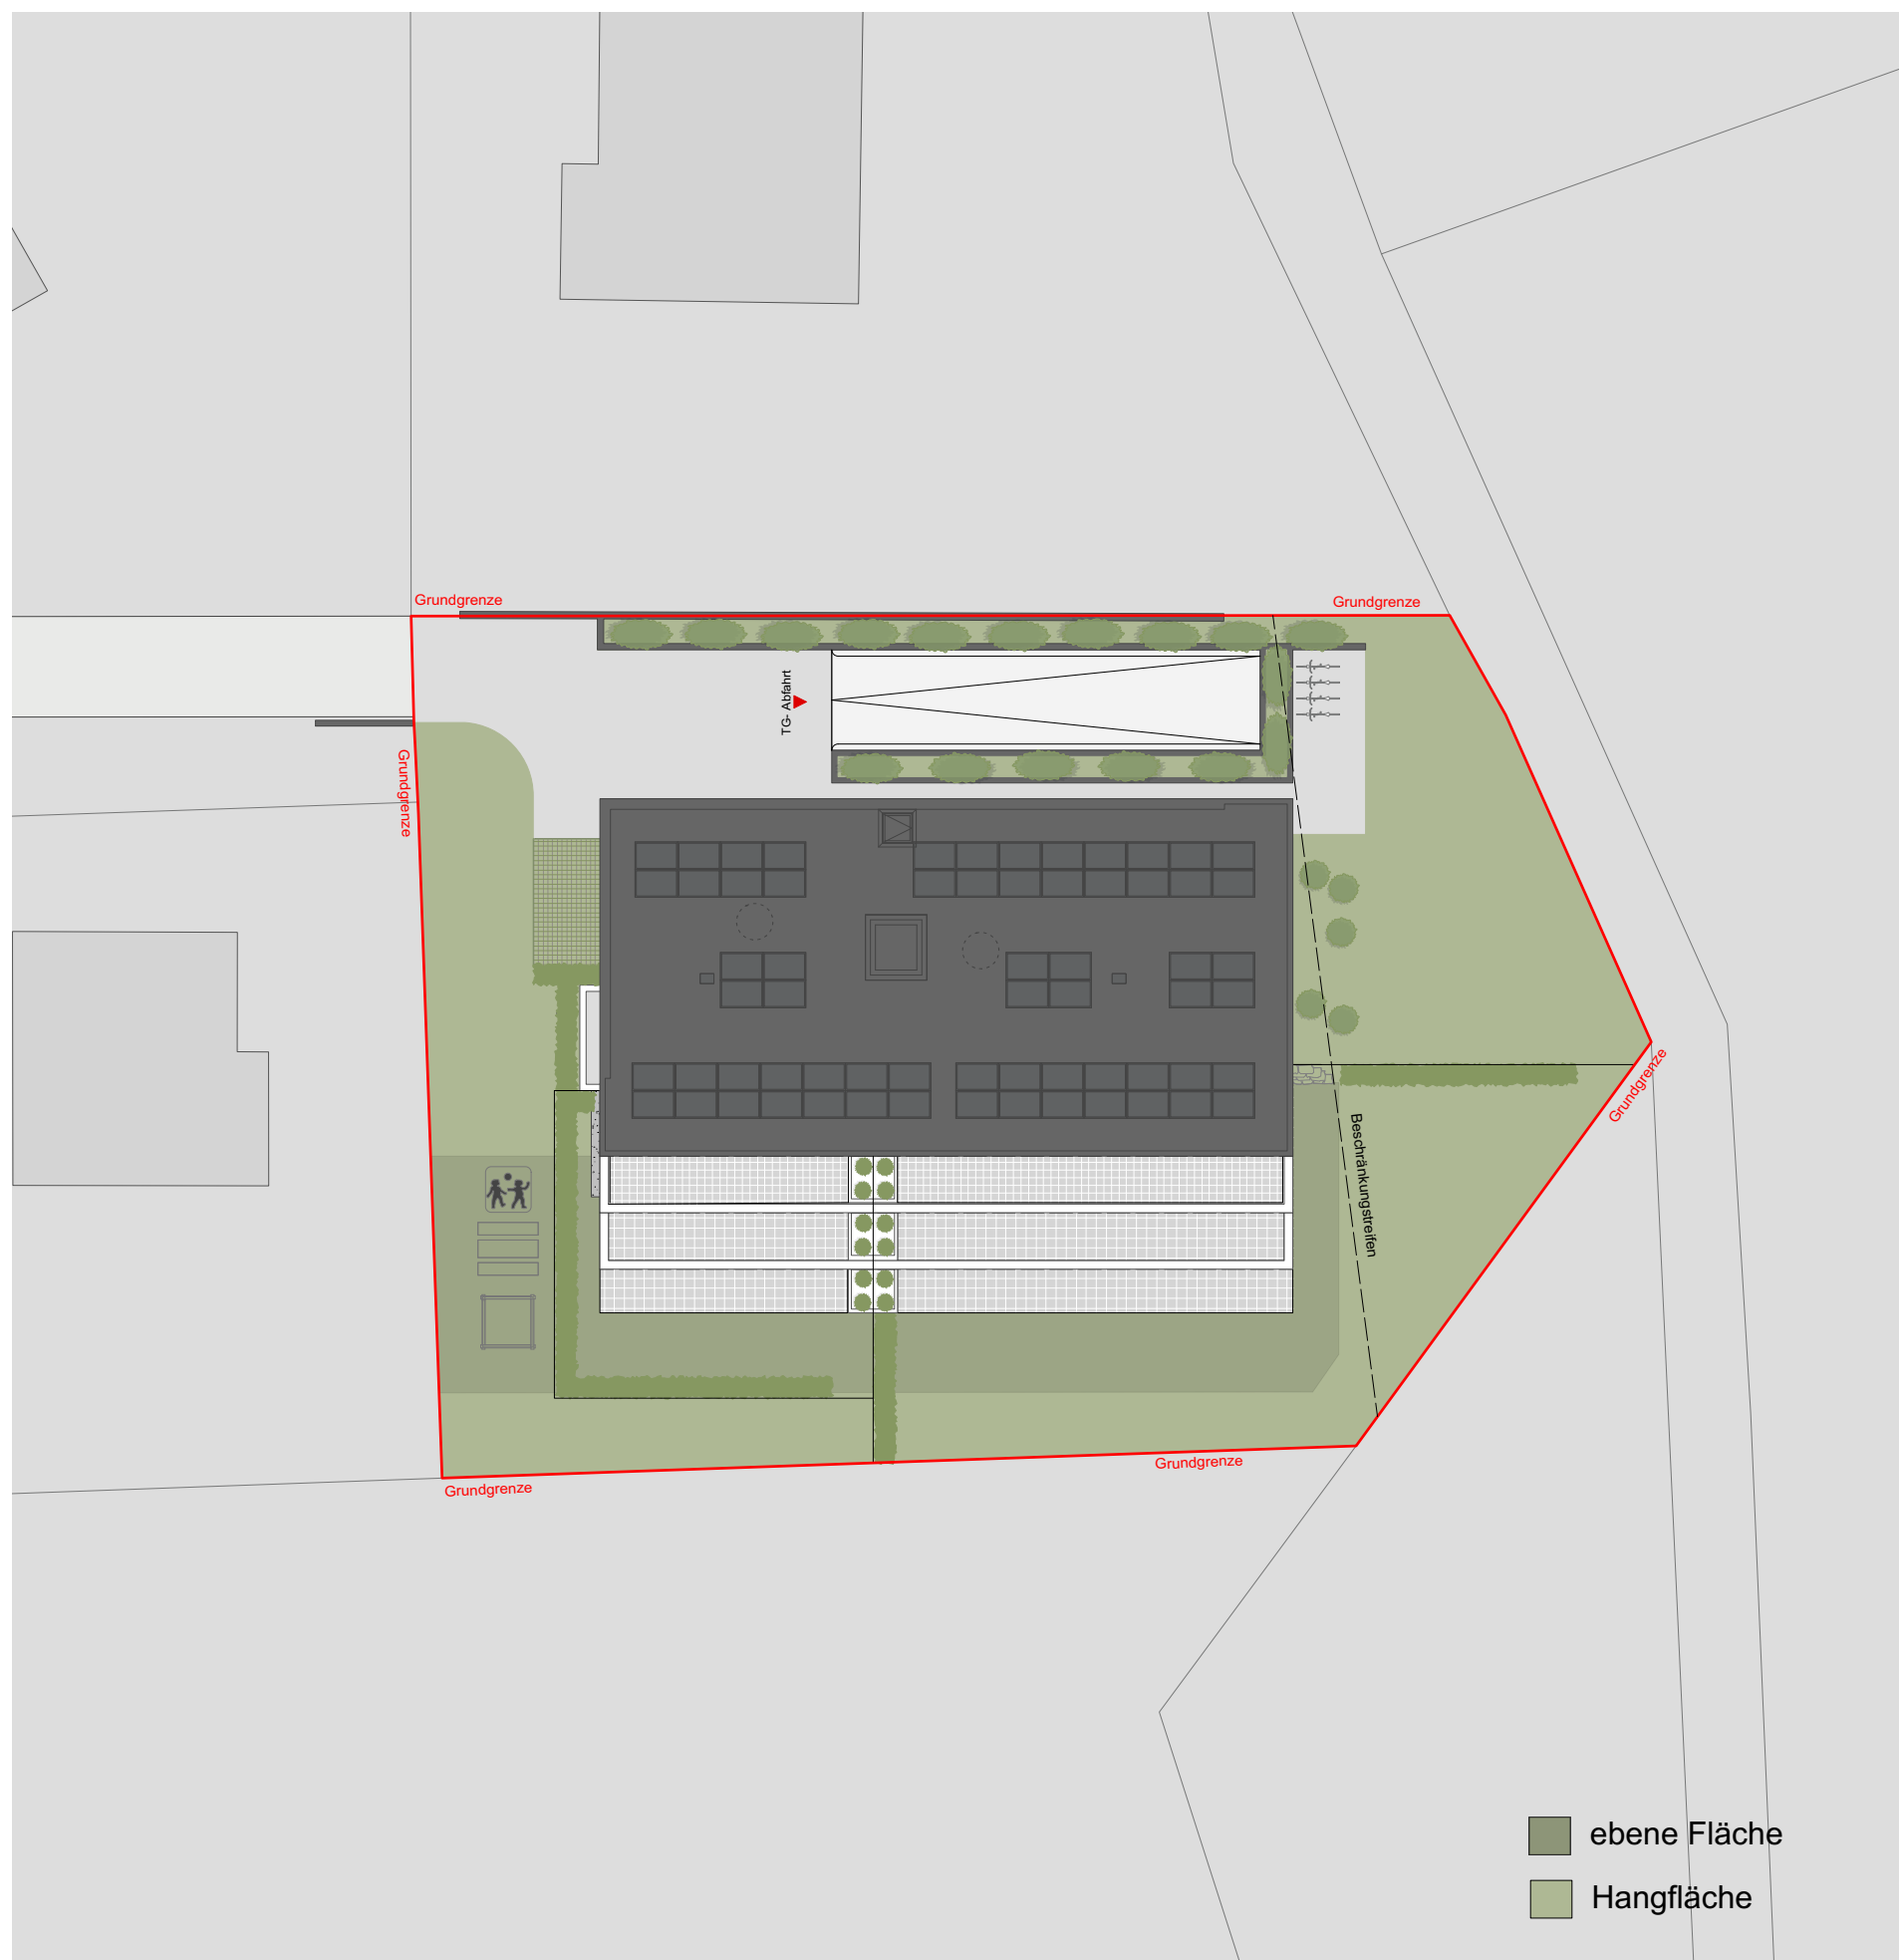 Grundgrenze
Grundgrenze
TG- Abfahrt
Grundgrenze
Grundgrenze
Beschränkungstreifen
Grundgrenze
Grundgrenze
ebene Fläche
Hangfläche